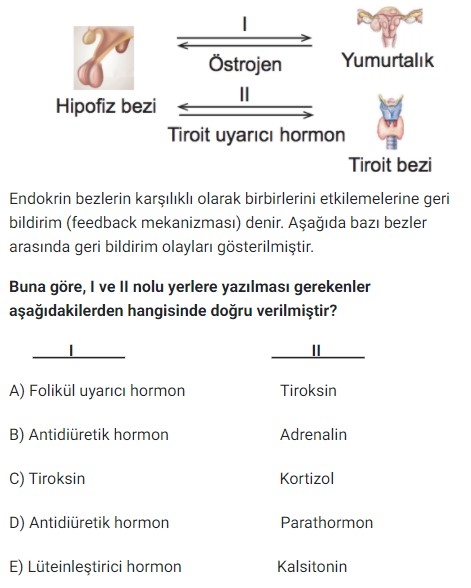 I
Östrojen
Yumurtalık
Hipofiz bezi
II
Tiroit uyarıcı hormon
Tiroit bezi
Endokrin bezlerin karşılıklı olarak birbirlerini etkilemelerine geri
bildirim (feedback mekanizması) denir. Aşağıda bazı bezler
arasında geri bildirim olayları gösterilmiştir.
Buna göre, I ve II nolu yerlere yazılması gerekenler
aşağıdakilerden hangisinde doğru verilmiştir?
I II
A) Folikül uyarıcı hormon Tiroksin
B) Antidiüretik hormon Adrenalin
C) Tiroksin Kortizol
D) Antidiüretik hormon Parathormon
E) Lüteinleştirici hormon Kalsitonin